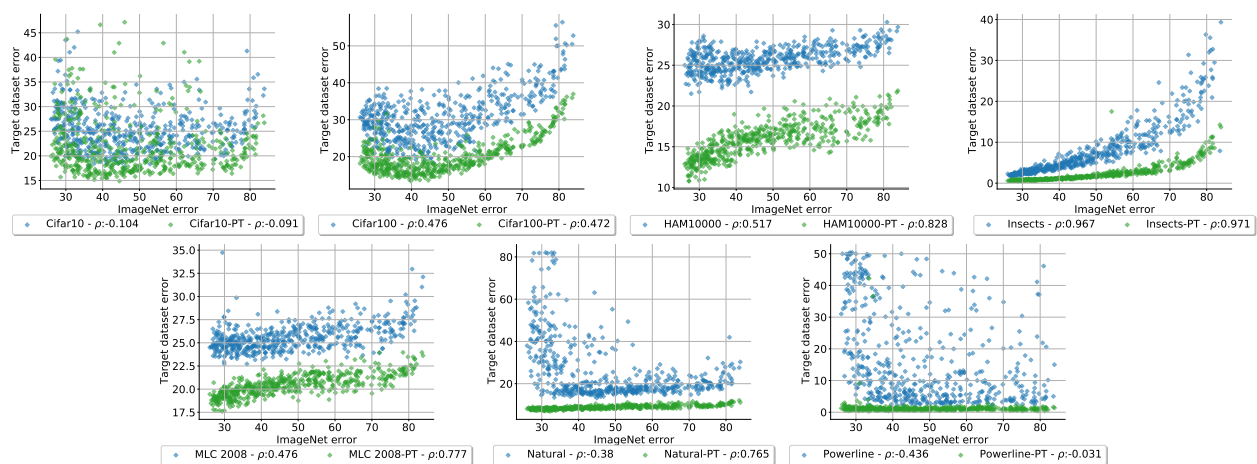 45
40
35
30
25
20
15
Target dataset error
30 40 50 60 70 80
ImageNet error
Cifar10 - ρ:-0.104 Cifar10-PT - ρ:-0.091
50
40
30
20
Target dataset error
30 40 50 60 70 80
ImageNet error
Cifar100 - ρ:0.476 Cifar100-PT - ρ:0.472
30
25
20
15
10
Target dataset error
30 40 50 60 70 80
ImageNet error
HAM10000 - ρ:0.517 HAM10000-PT - ρ:0.828
40
30
20
10
0
Target dataset error
30 40 50 60 70 80
ImageNet error
Insects - ρ:0.967 Insects-PT - ρ:0.971
35.0
32.5
30.0
27.5
25.0
22.5
20.0
17.5
Target dataset error
30 40 50 60 70 80
ImageNet error
MLC 2008 - ρ:0.476 MLC 2008-PT - ρ:0.777
80
60
40
20
Target dataset error
30 40 50 60 70 80
ImageNet error
Natural - ρ:-0.38 Natural-PT - ρ:0.765
50
40
30
20
10
0
Target dataset error
30 40 50 60 70 80
ImageNet error
Powerline - ρ:-0.436 Powerline-PT - ρ:-0.031